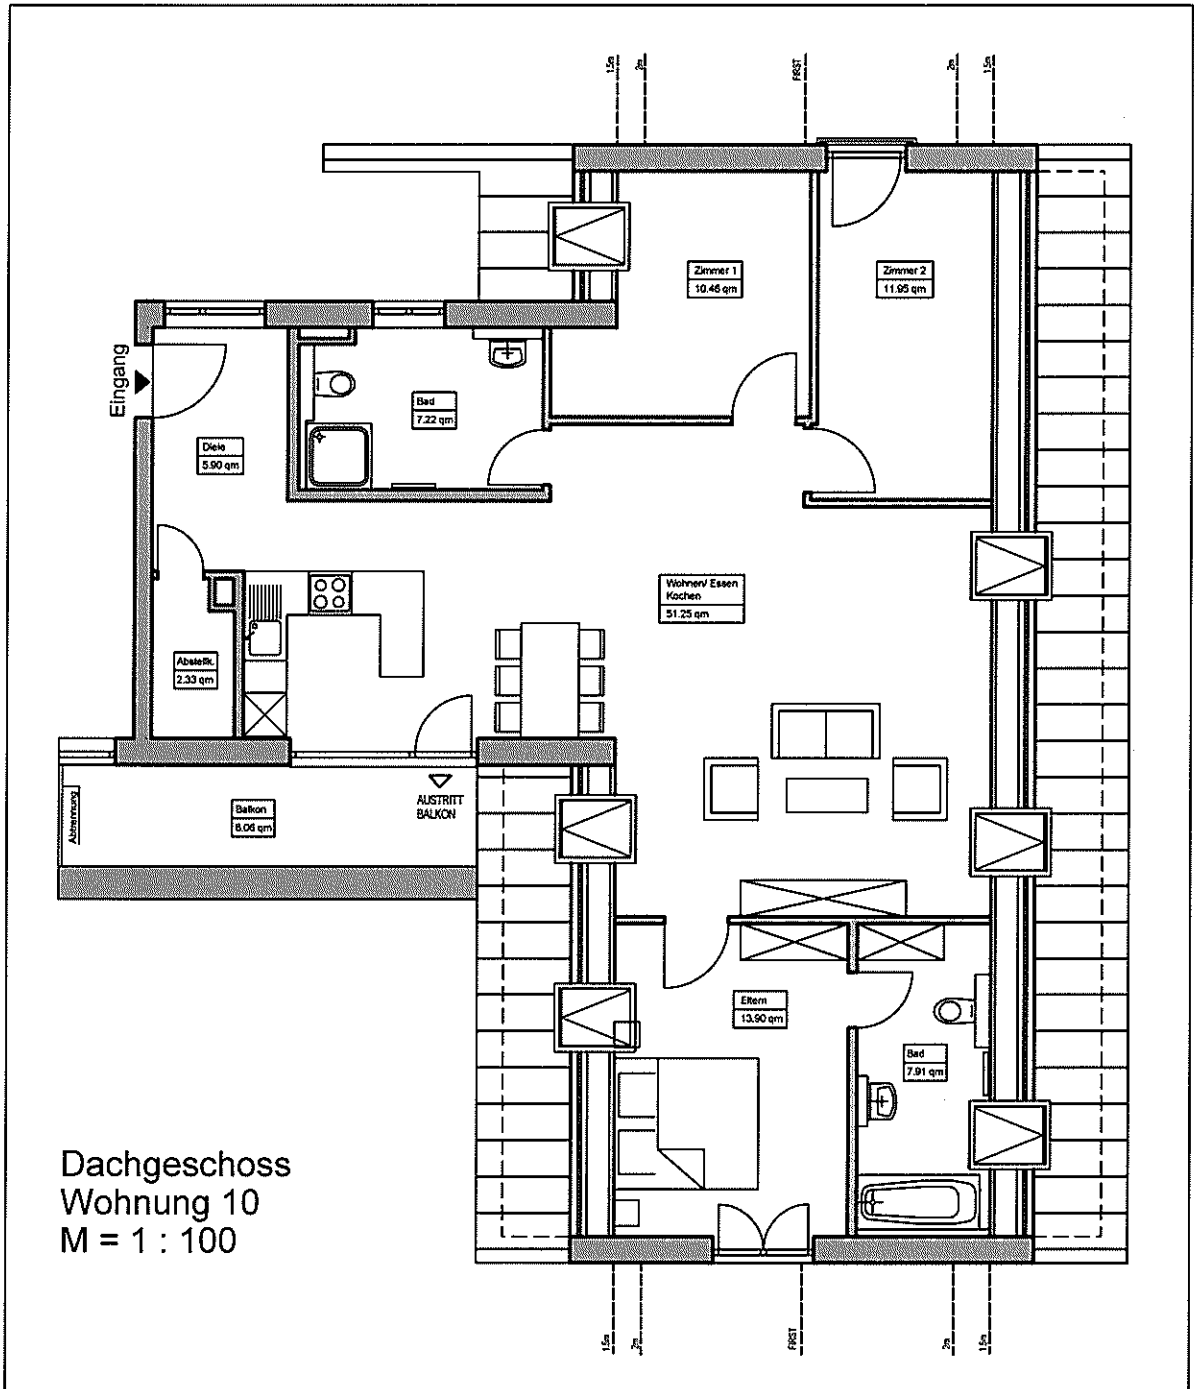 1.5m
2m
FIRST
2m
1.5m
Zimmer 1
10.46 qm
Zimmer 2
11.95 qm
Eingang
Bad
7.22 qm
Diele
5.90 qm
Wohnen/ Essen
Kochen
51.25 qm
Abstellk.
2.33 qm
Abtrennung
Balkon
6.06 qm
AUSTRITT
BALKON
Eltern
13.90 qm
Bad
7.91 qm
Dachgeschoss
Wohnung 10
M = 1 : 100
1.5m
2m
FIRST
2m
1.5m